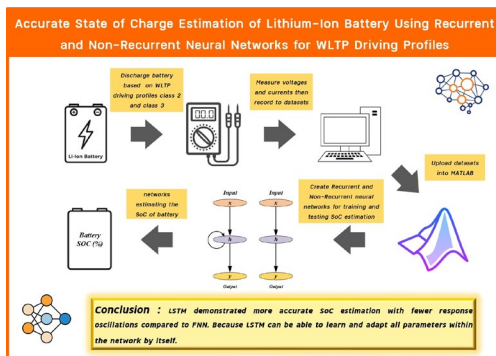 Accurate State of Charge Estimation of Lithium-Ion Battery Using Recurrent
and Non-Recurrent Neural Networks for WLTP Driving Profiles
Discharge battery
based on WLTP
driving profiles class 2
and class 3
Li-Ion Battery
00.0
Measure voltages
and currents then
record to datasets
Upload datasets
into MATLAB
Create Recurrent and
Non-Recurrent neural
networks for training and
testing SoC estimation
Input
x
h
y
Output
Input
x
h
y
Output
networks
estimating the
SoC of battery
Battery
SOC (%)
Conclusion : LSTM demonstrated more accurate SoC estimation with fewer response
oscillations compared to FNN. Because LSTM can be able to learn and adapt all parameters within
the network by itself.